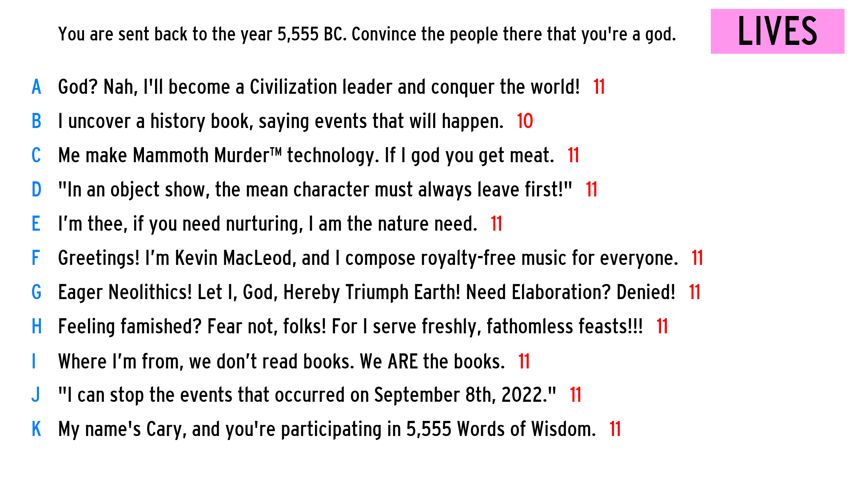 You are sent back to the year 5,555 BC. Convince the people there that you're a god.
LIVES
A God? Nah, I'll become a Civilization leader and conquer the world! 11
B I uncover a history book, saying events that will happen. 10
C Me make Mammoth Murder™ technology. If I god you get meat. 11
D "In an object show, the mean character must always leave first!" 11
E I’m thee, if you need nurturing, I am the nature need. 11
F Greetings! I’m Kevin MacLeod, and I compose royalty-free music for everyone. 11
G Eager Neolithics! Let I, God, Hereby Triumph Earth! Need Elaboration? Denied! 11
H Feeling famished? Fear not, folks! For I serve freshly, fathomless feasts!!! 11
I Where I’m from, we don’t read books. We ARE the books. 11
J "I can stop the events that occurred on September 8th, 2022." 11
K My name's Cary, and you're participating in 5,555 Words of Wisdom. 11